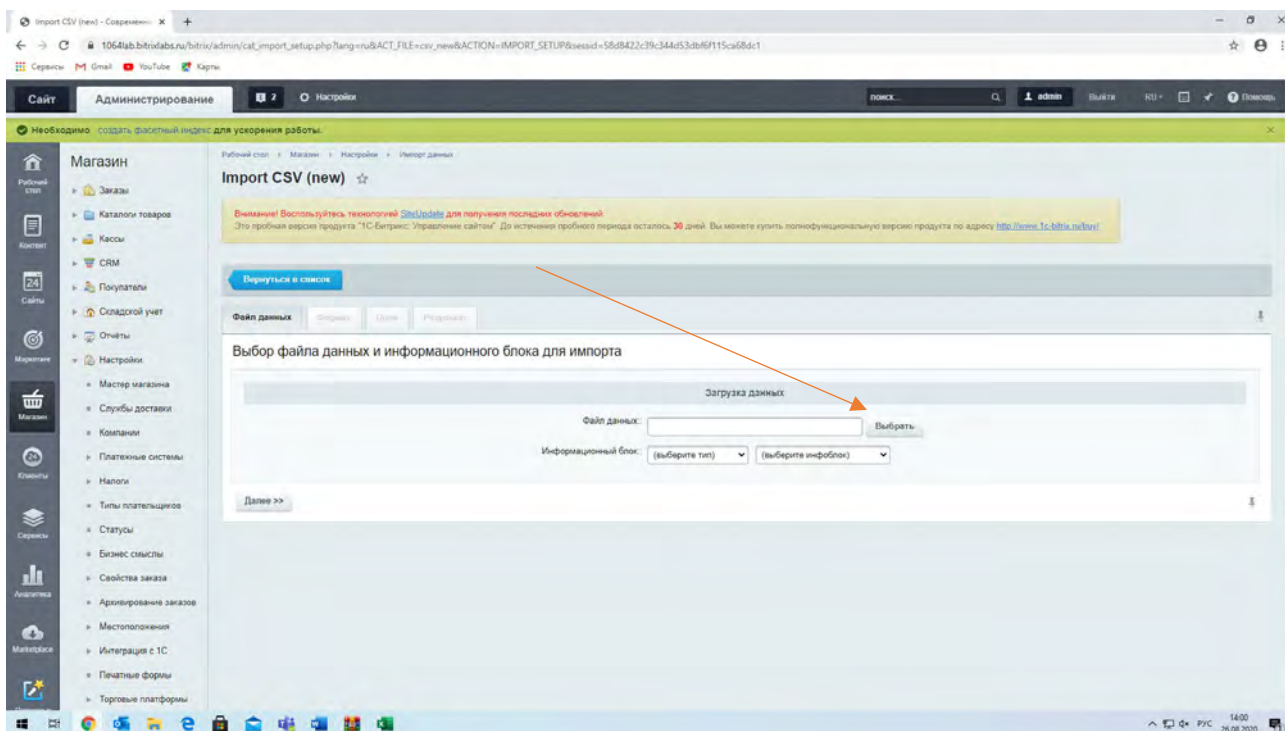 Import CSV (new) - Современн
1064lab.bitrixlabs.ru/bitrix/admin/cat_import_setup.php?lang=ru&ACT_FILE=csv_new&ACTION=IMPORT_SETUP&sessid=58d8422c39c344d53dbf6f115ca68dc1
Сервисы Gmail YouTube Карты
Сайт Администрирование 2 Настройки поиск... admin Выйти RU Помощь
Необходимо создать фасетный индекс для ускорения работы.
Рабочий стол Магазин Настройки Импорт данных
Import CSV (new)
Внимание! Воспользуйтесь технологией SiteUpdate для получения последних обновлений.
Это пробная версия продукта "1С-Битрикс: Управление сайтом". До истечения пробного периода осталось 30 дней. Вы можете купить полнофункциональную версию продукта по адресу http://www.1c-bitrix.ru/buy/
Вернуться в список
Файл данных
Выбор файла данных и информационного блока для импорта
Загрузка данных
Файл данных: Выбрать
Информационный блок: (выберите тип) (выберите инфоблок)
Далее >>
Рабочий стол
Контент
24
Сайты
Маркетинг
Магазин
24
Клиенты
Сервисы
Аналитика
Marketplace
Магазин
Заказы
Каталоги товаров
Кассы
CRM
Покупатели
Складской учет
Отчёты
Настройки
Мастер магазина
Службы доставки
Компании
Платежные системы
Налоги
Типы плательщиков
Статусы
Бизнес смыслы
Свойства заказа
Архивирование заказов
Местоположения
Интеграция с 1С
Печатные формы
Торговые платформы
РУС 14:00
26.08.2020